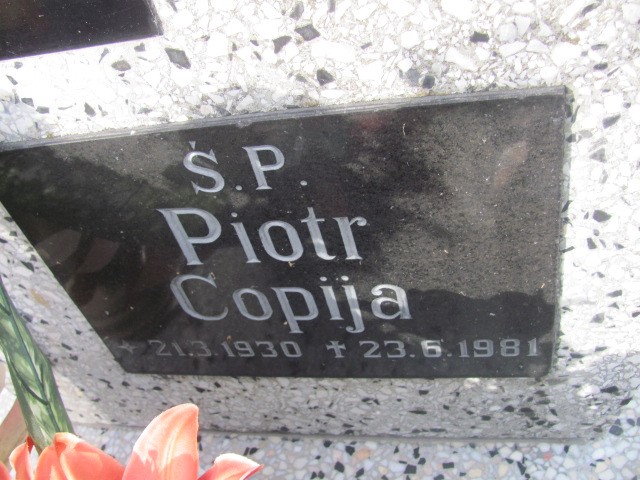 Ś.P.
Piotr
Copija
* 21.3.1930 ✝ 23.6.1981